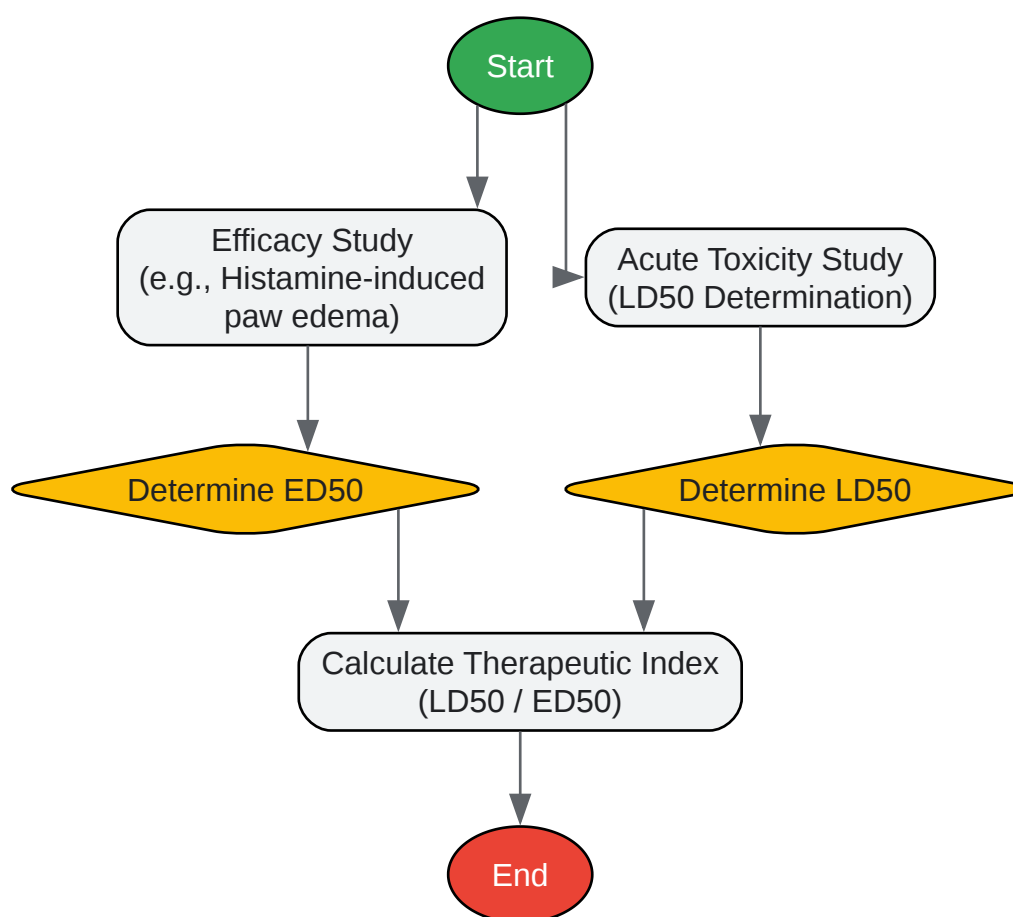 Start
Efficacy Study
(e.g., Histamine-induced
paw edema)
Acute Toxicity Study
(LD50 Determination)
Determine ED50
Determine LD50
Calculate Therapeutic Index
(LD50 / ED50)
End